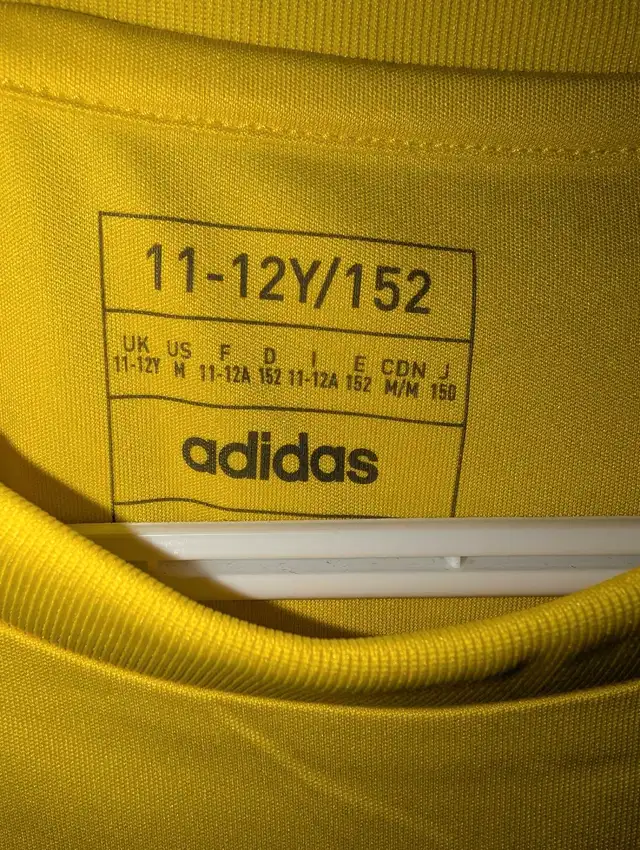 11-12Y/152
UK US F D I E CDN J
11-12Y M 11-12A 152 11-12A 152 M/M 150
adidas